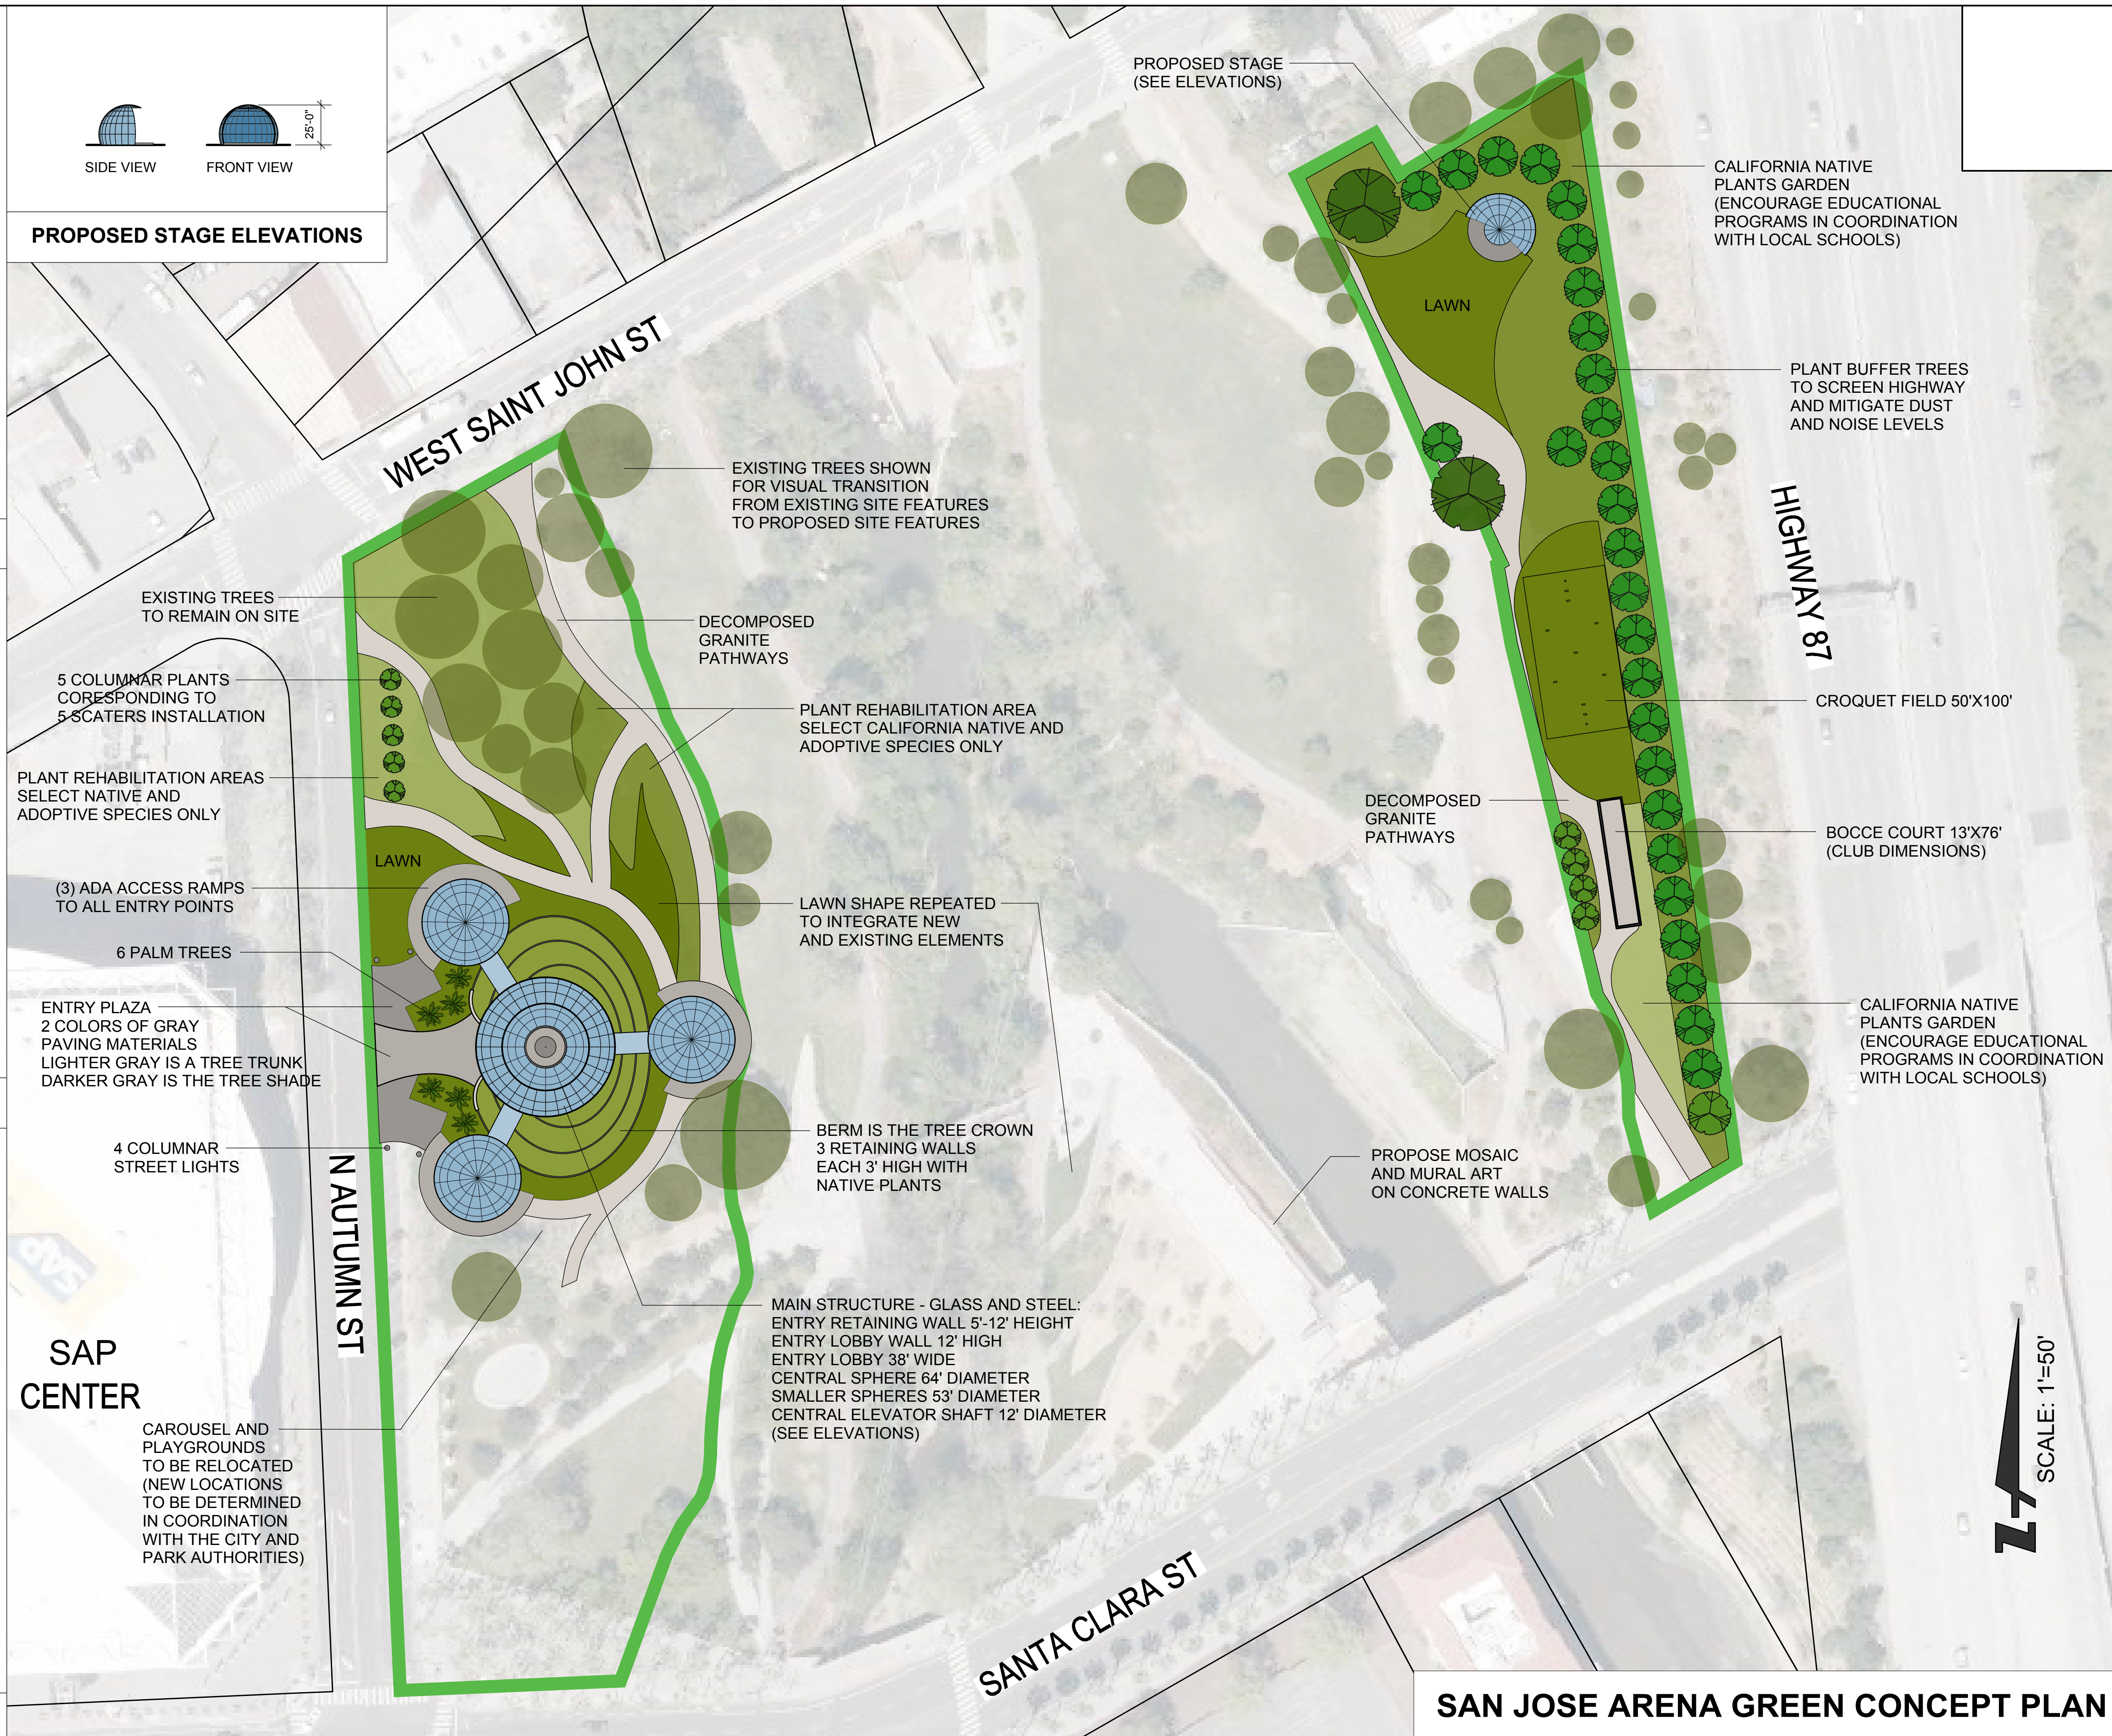 25'-0"
SIDE VIEW
FRONT VIEW
PROPOSED STAGE ELEVATIONS
PROPOSED STAGE
(SEE ELEVATIONS)
CALIFORNIA NATIVE
PLANTS GARDEN
(ENCOURAGE EDUCATIONAL
PROGRAMS IN COORDINATION
WITH LOCAL SCHOOLS)
LAWN
PLANT BUFFER TREES
TO SCREEN HIGHWAY
AND MITIGATE DUST
AND NOISE LEVELS
WEST SAINT JOHN ST
EXISTING TREES SHOWN
FOR VISUAL TRANSITION
FROM EXISTING SITE FEATURES
TO PROPOSED SITE FEATURES
HIGHWAY 87
EXISTING TREES
TO REMAIN ON SITE
DECOMPOSED
GRANITE
PATHWAYS
5 COLUMNAR PLANTS
CORESPONDING TO
5 SCATERS INSTALLATION
PLANT REHABILITATION AREA
SELECT CALIFORNIA NATIVE AND
ADOPTIVE SPECIES ONLY
CROQUET FIELD 50'X100'
PLANT REHABILITATION AREAS
SELECT NATIVE AND
ADOPTIVE SPECIES ONLY
DECOMPOSED
GRANITE
PATHWAYS
BOCCE COURT 13'X76'
(CLUB DIMENSIONS)
LAWN
(3) ADA ACCESS RAMPS
TO ALL ENTRY POINTS
LAWN SHAPE REPEATED
TO INTEGRATE NEW
AND EXISTING ELEMENTS
6 PALM TREES
ENTRY PLAZA
2 COLORS OF GRAY
PAVING MATERIALS
LIGHTER GRAY IS A TREE TRUNK
DARKER GRAY IS THE TREE SHADE
CALIFORNIA NATIVE
PLANTS GARDEN
(ENCOURAGE EDUCATIONAL
PROGRAMS IN COORDINATION
WITH LOCAL SCHOOLS)
4 COLUMNAR
STREET LIGHTS
BERM IS THE TREE CROWN
3 RETAINING WALLS
EACH 3' HIGH WITH
NATIVE PLANTS
PROPOSE MOSAIC
AND MURAL ART
ON CONCRETE WALLS
N AUTUMN ST
SAP
MAIN STRUCTURE - GLASS AND STEEL:
ENTRY RETAINING WALL 5'-12' HEIGHT
ENTRY LOBBY WALL 12' HIGH
ENTRY LOBBY 38' WIDE
CENTRAL SPHERE 64' DIAMETER
SMALLER SPHERES 53' DIAMETER
CENTRAL ELEVATOR SHAFT 12' DIAMETER
(SEE ELEVATIONS)
SAP
CENTER
CAROUSEL AND
PLAYGROUNDS
TO BE RELOCATED
(NEW LOCATIONS
TO BE DETERMINED
IN COORDINATION
WITH THE CITY AND
PARK AUTHORITIES)
SCALE: 1'=50'
N
SANTA CLARA ST
SAN JOSE ARENA GREEN CONCEPT PLAN